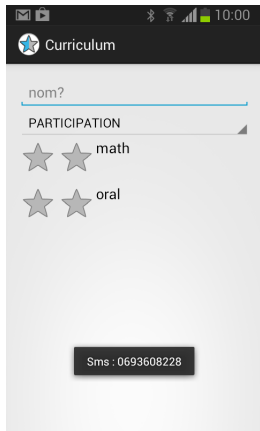 10:00
Curriculum
nom?
PARTICIPATION
math
oral
Sms : 0693608228